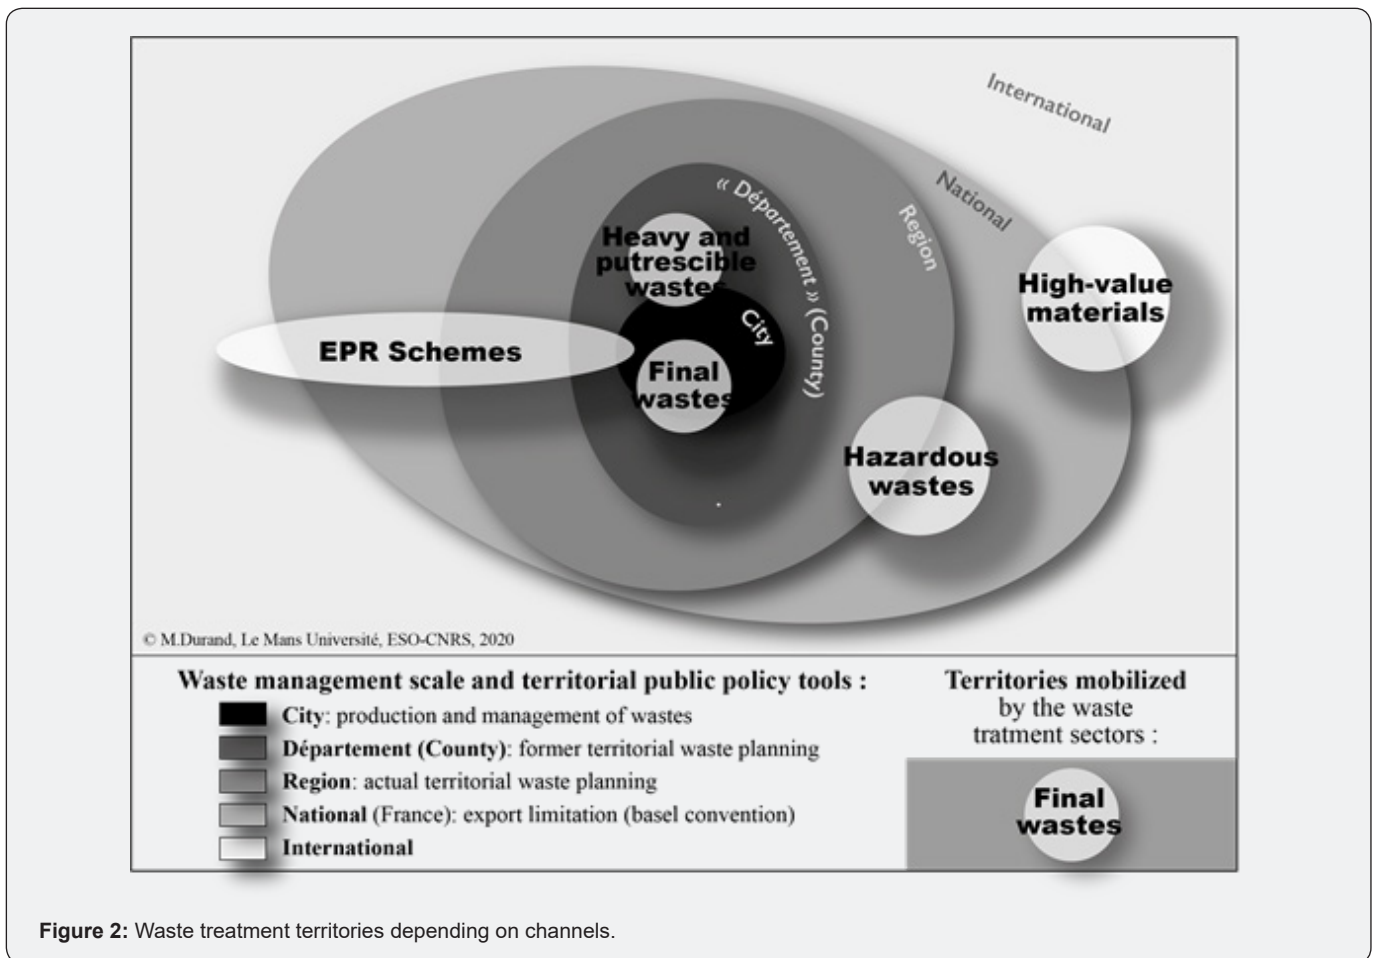 International
National
Region
« Département » (County)
City
Heavy and
putrescible
wastes
High-value
materials
EPR Schemes
Final
wastes
Hazardous
wastes
© M.Durand, Le Mans Université, ESO-CNRS, 2020
Waste management scale and territorial public policy tools :
City: production and management of wastes
Département (County): former territorial waste planning
Region: actual territorial waste planning
National (France): export limitation (basel convention)
International
Territories mobilized
by the waste
tratment sectors :
Final
wastes
Figure 2: Waste treatment territories depending on channels.